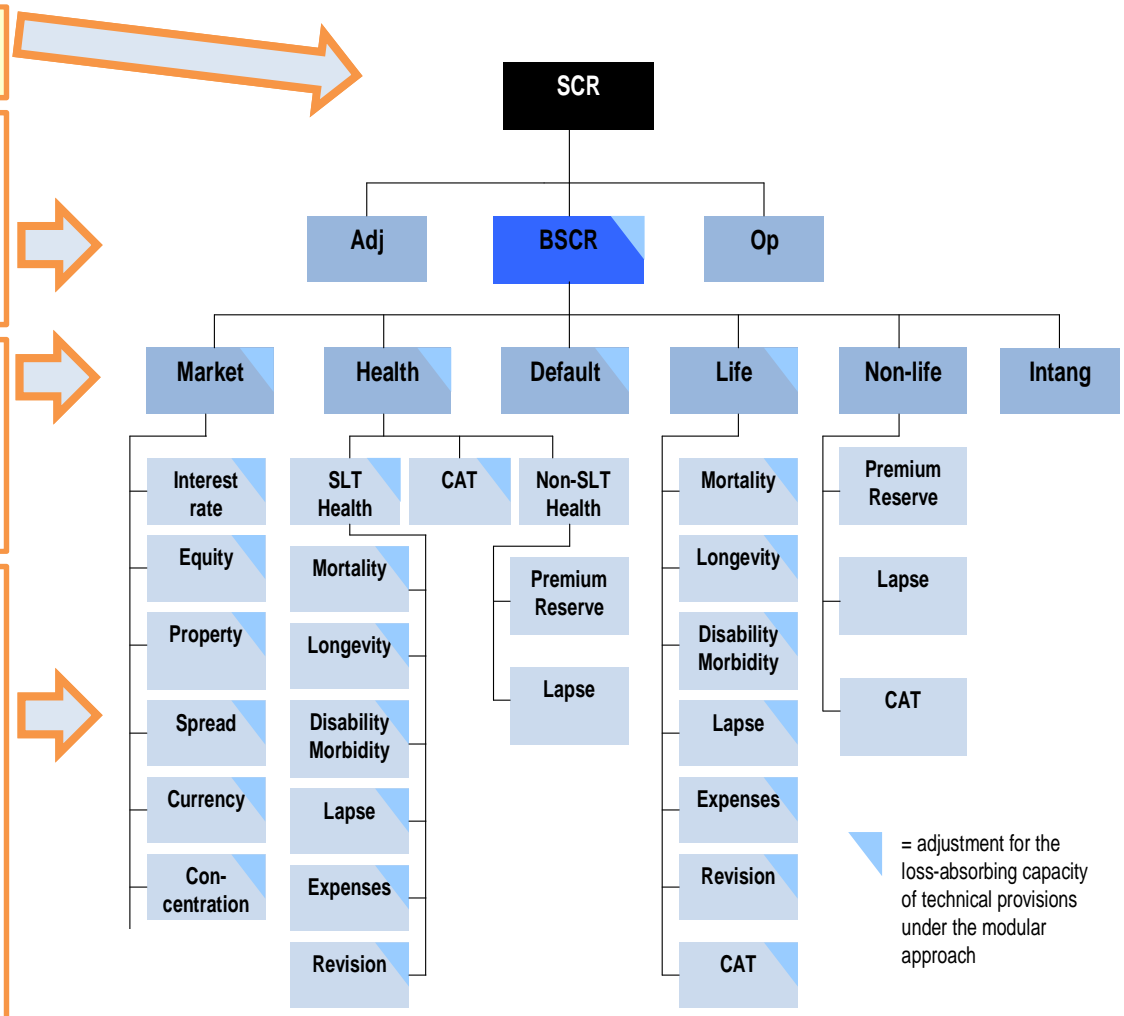 SCR
Adj
BSCR
Op
Market
Health
Default
Life
Non-life
Intang
Interest
rate
Equity
Property
Spread
Currency
Con-
centration
SLT
Health
CAT
Non-SLT
Health
Mortality
Longevity
Disability
Morbidity
Lapse
Expenses
Revision
Premium
Reserve
Lapse
Mortality
Longevity
Disability
Morbidity
Lapse
Expenses
Revision
CAT
Premium
Reserve
Lapse
CAT
= adjustment for the
loss-absorbing capacity
of technical provisions
under the modular
approach